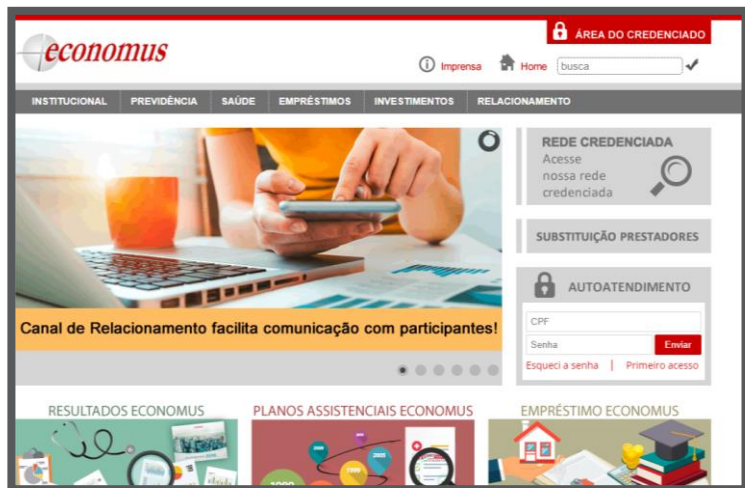 ÁREA DO CREDENCIADO
economus
Imprensa Home busca
INSTITUCIONAL PREVIDÊNCIA SAÚDE EMPRÉSTIMOS INVESTIMENTOS RELACIONAMENTO
REDE CREDENCIADA
Acesse
nossa rede
credenciada
SUBSTITUIÇÃO PRESTADORES
Canal de Relacionamento facilita comunicação com participantes!
AUTOATENDIMENTO
CPF
Senha Enviar
Esqueci a senha | Primeiro acesso
RESULTADOS ECONOMUS PLANOS ASSISTENCIAIS ECONOMUS EMPRÉSTIMO ECONOMUS